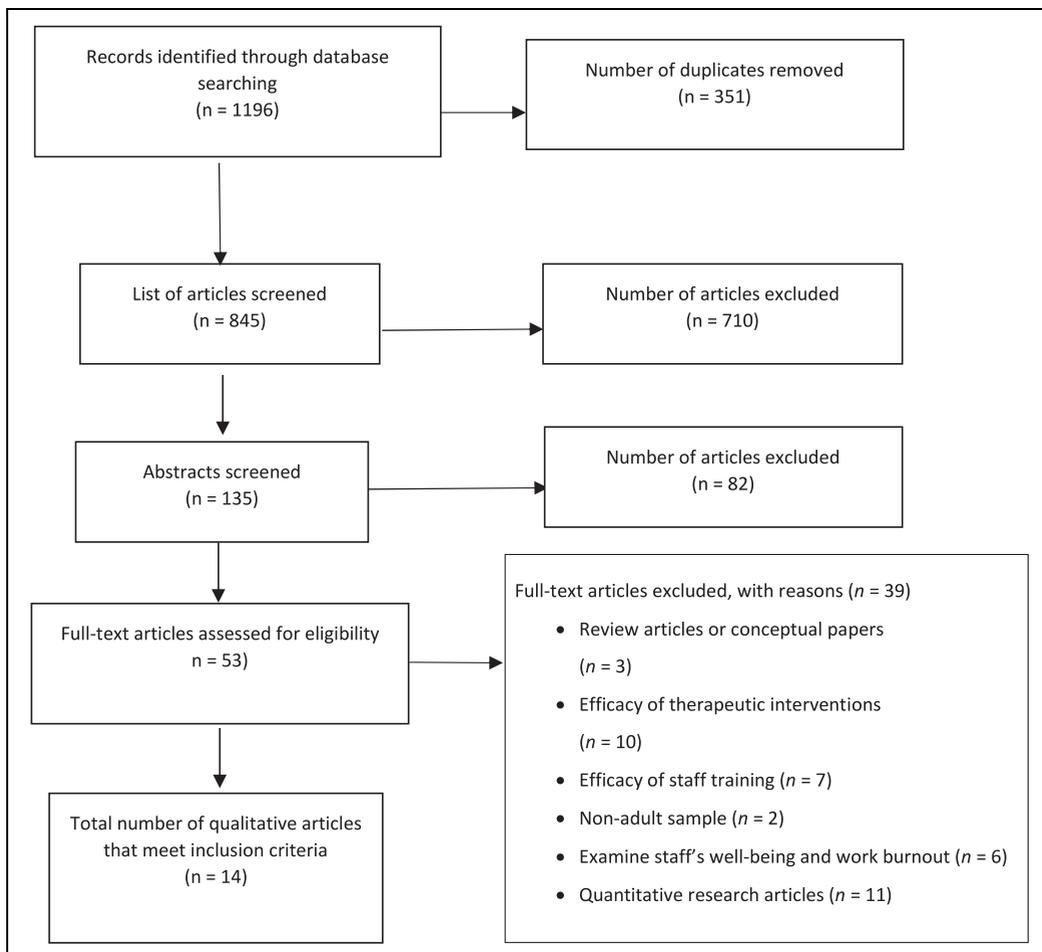 Records identified through database
searching
(n = 1196)
Number of duplicates removed
(n = 351)
List of articles screened
(n = 845)
Number of articles excluded
(n = 710)
Abstracts screened
(n = 135)
Number of articles excluded
(n = 82)
Full-text articles assessed for eligibility
n = 53)
Full-text articles excluded, with reasons (n = 39)
• Review articles or conceptual papers
(n = 3)
• Efficacy of therapeutic interventions
(n = 10)
• Efficacy of staff training (n = 7)
• Non-adult sample (n = 2)
• Examine staff’s well-being and work burnout (n = 6)
• Quantitative research articles (n = 11)
Total number of qualitative articles
that meet inclusion criteria
(n = 14)